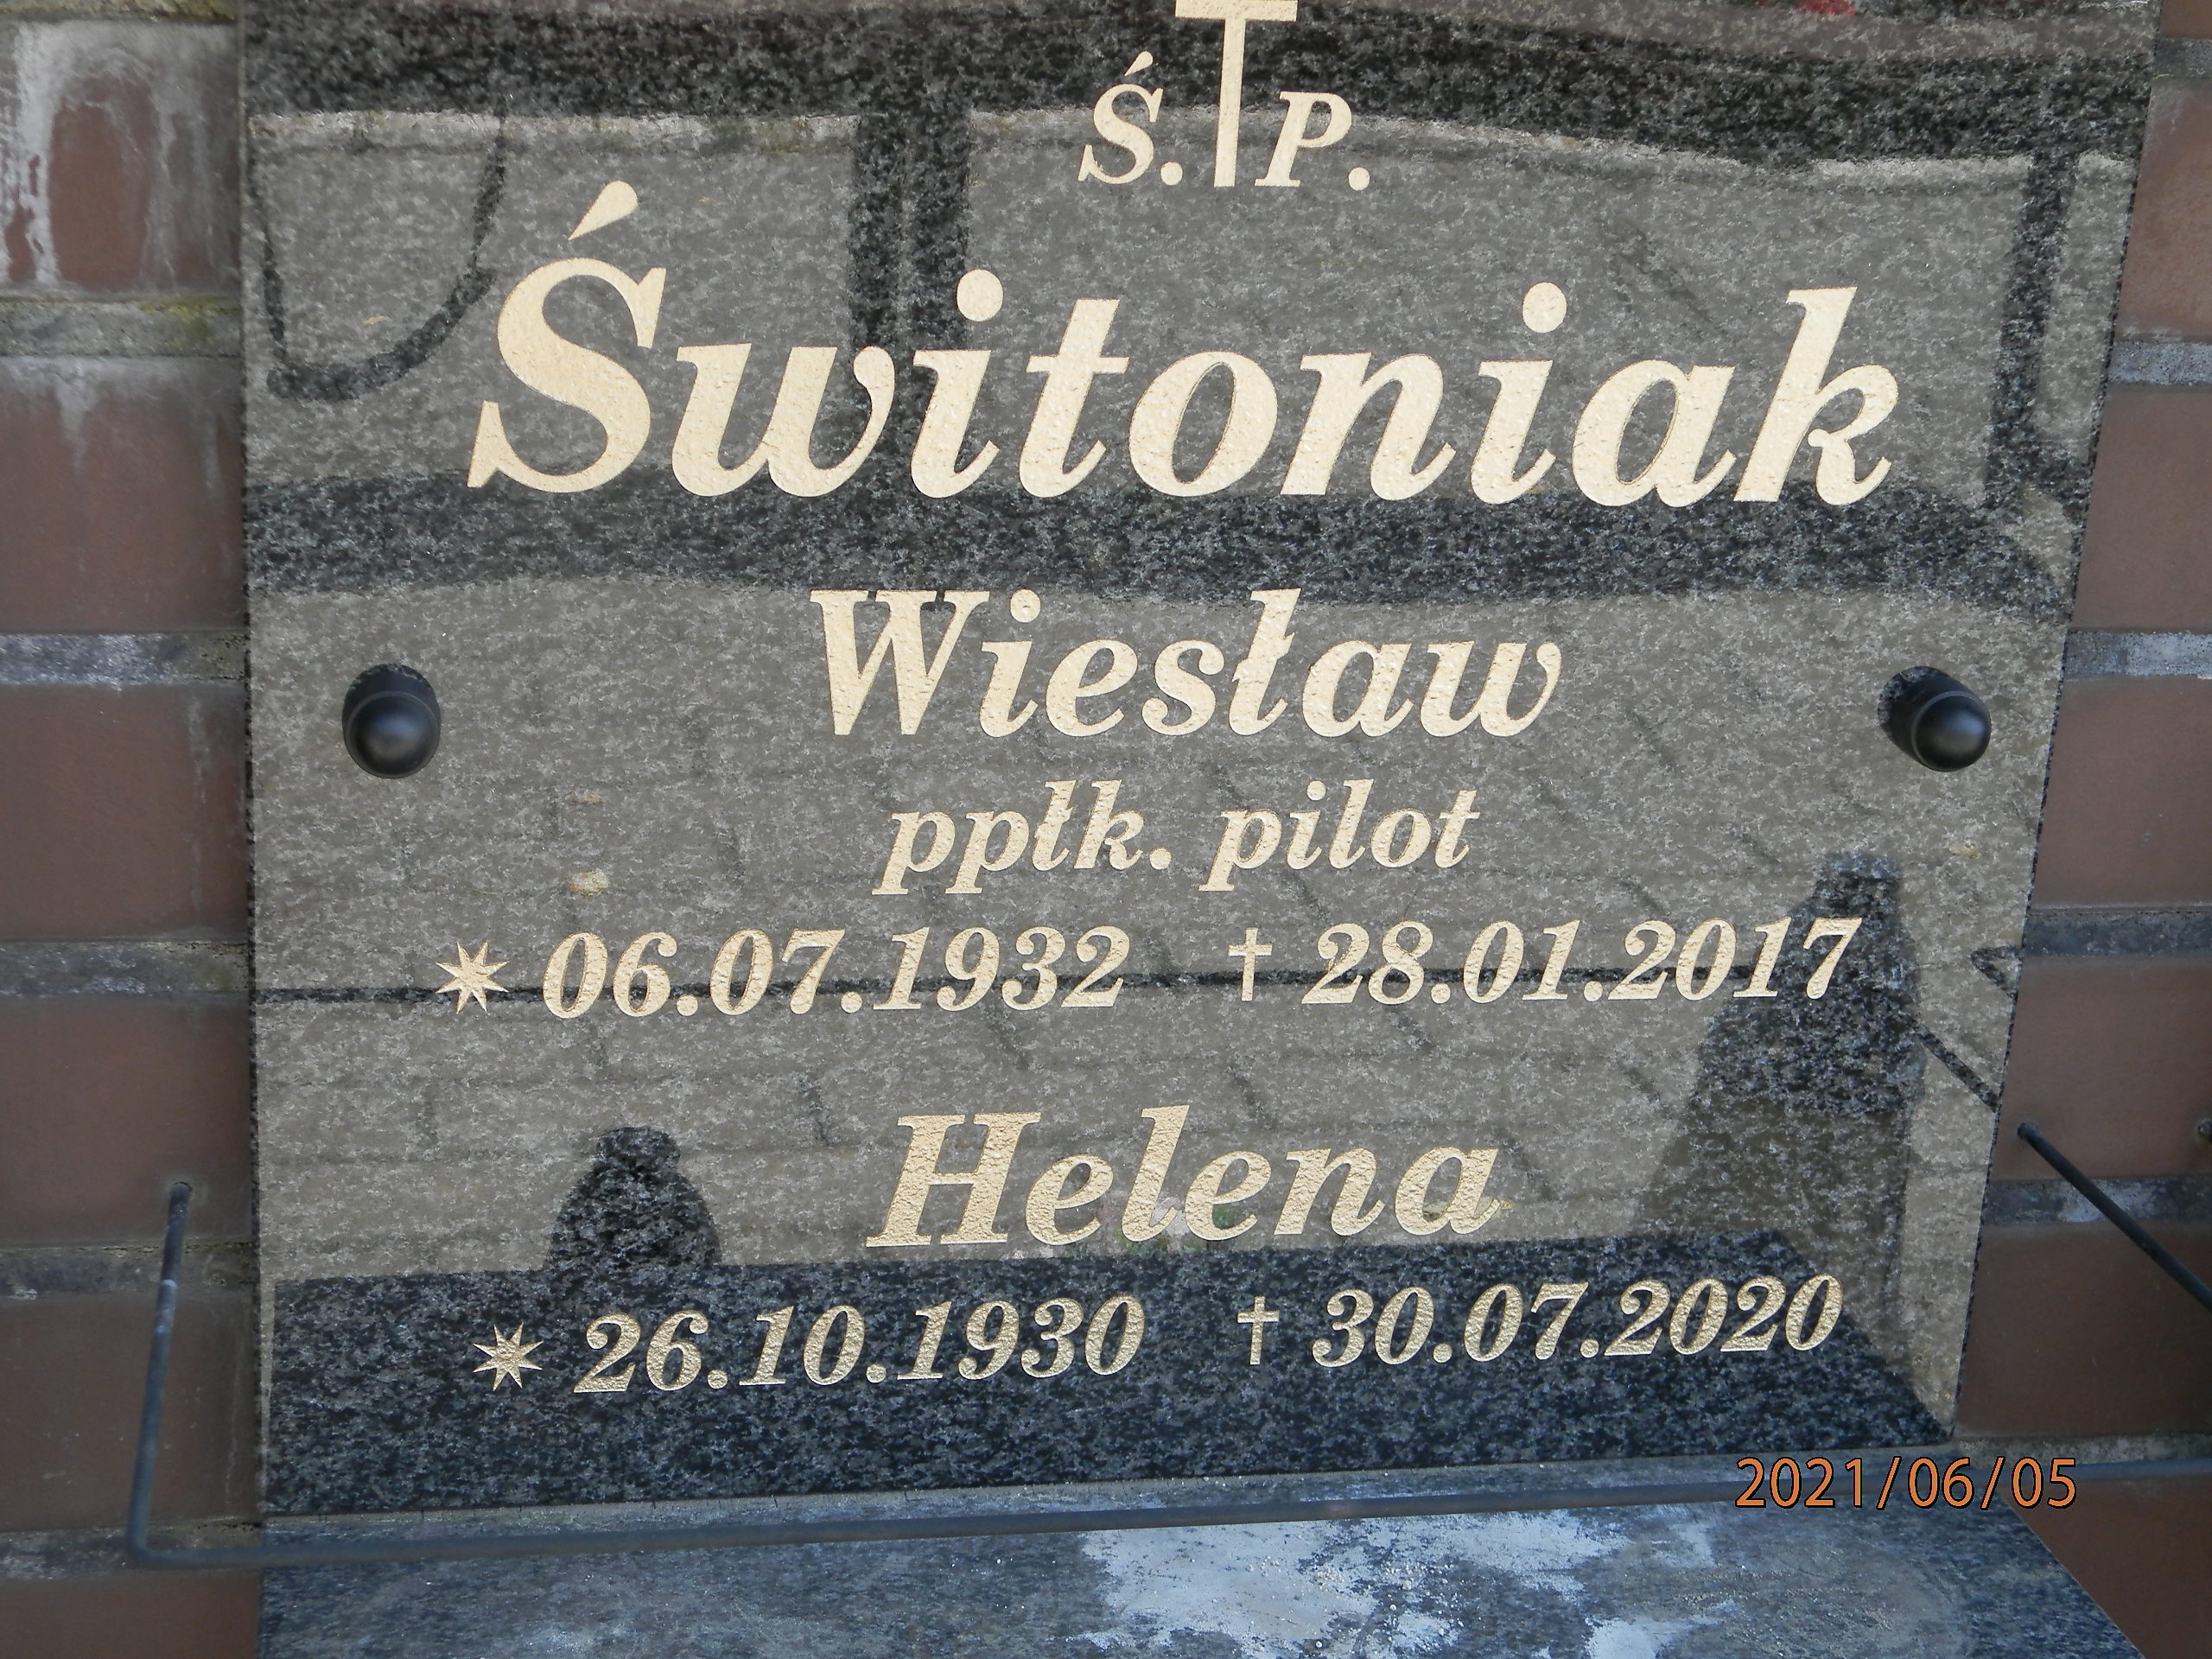 Ś. P.
Świtoniak
Wiesław
ppłk. pilot
* 06.07.1932 † 28.01.2017
Helena
* 26.10.1930 † 30.07.2020
2021/06/05